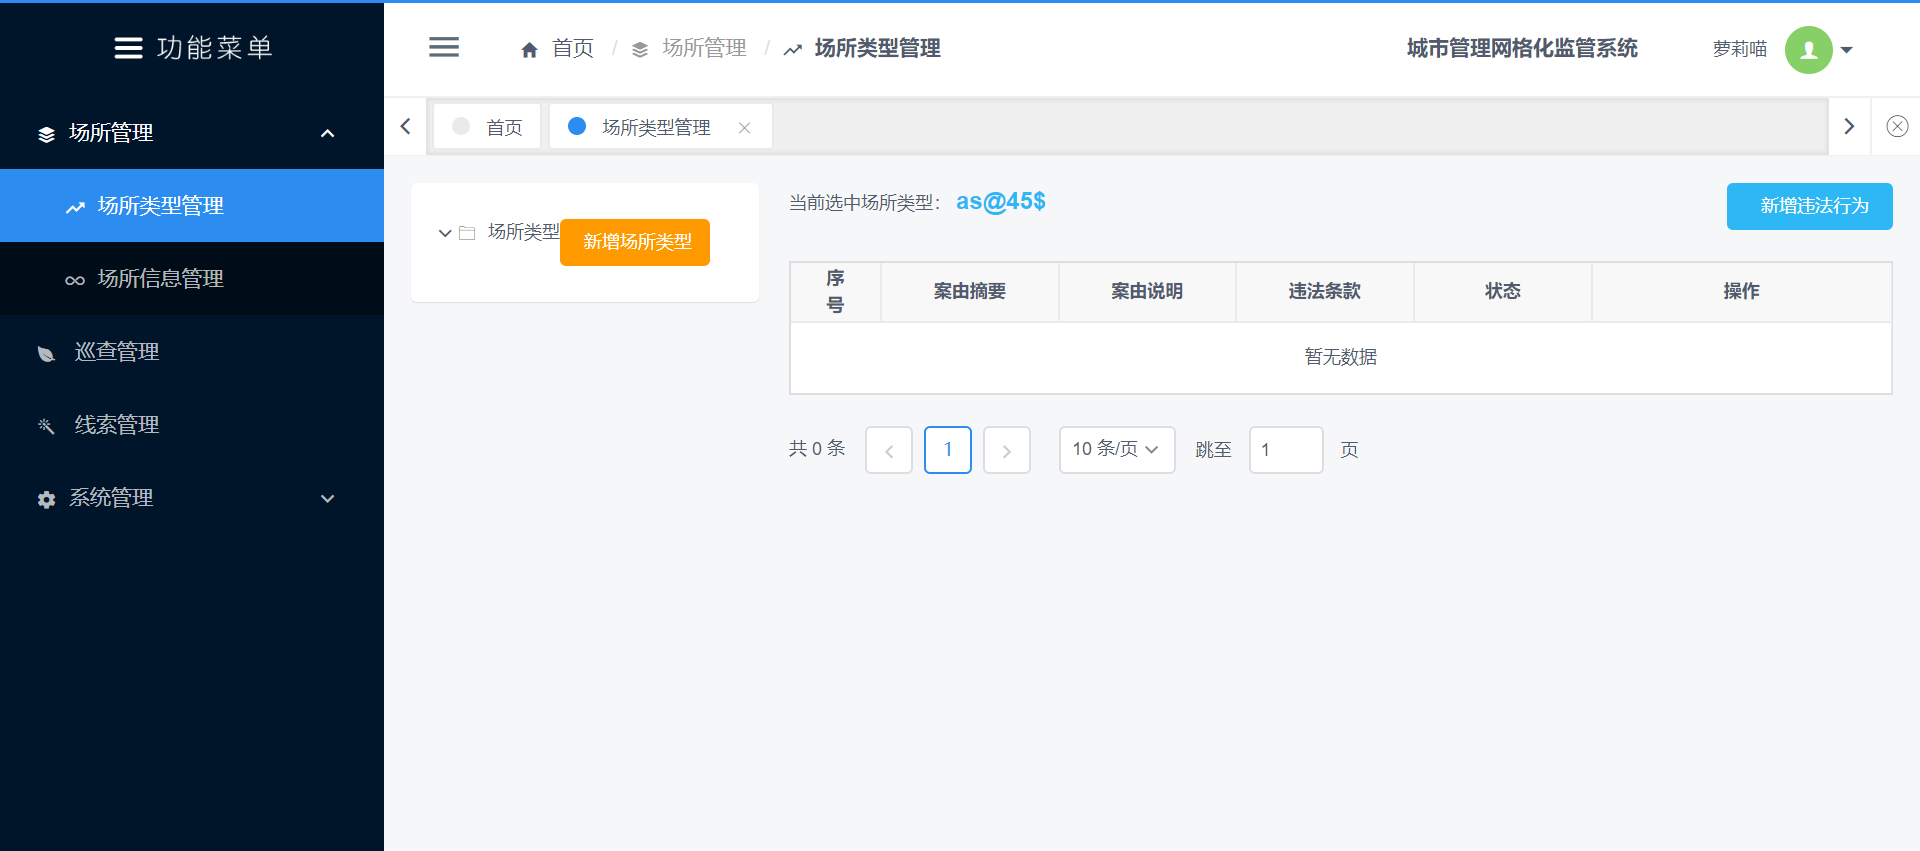 功能菜单
首页 / 场所管理 / 场所类型管理
城市管理网格化监管系统
萝莉喵
场所管理
场所类型管理
场所信息管理
巡查管理
线索管理
系统管理
首页
场所类型管理
场所类型
新增场所类型
当前选中场所类型： as@45$
新增违法行为
序号 案由摘要 案由说明 违法条款 状态 操作
暂无数据
共 0 条 1 10 条/页 跳至 1 页